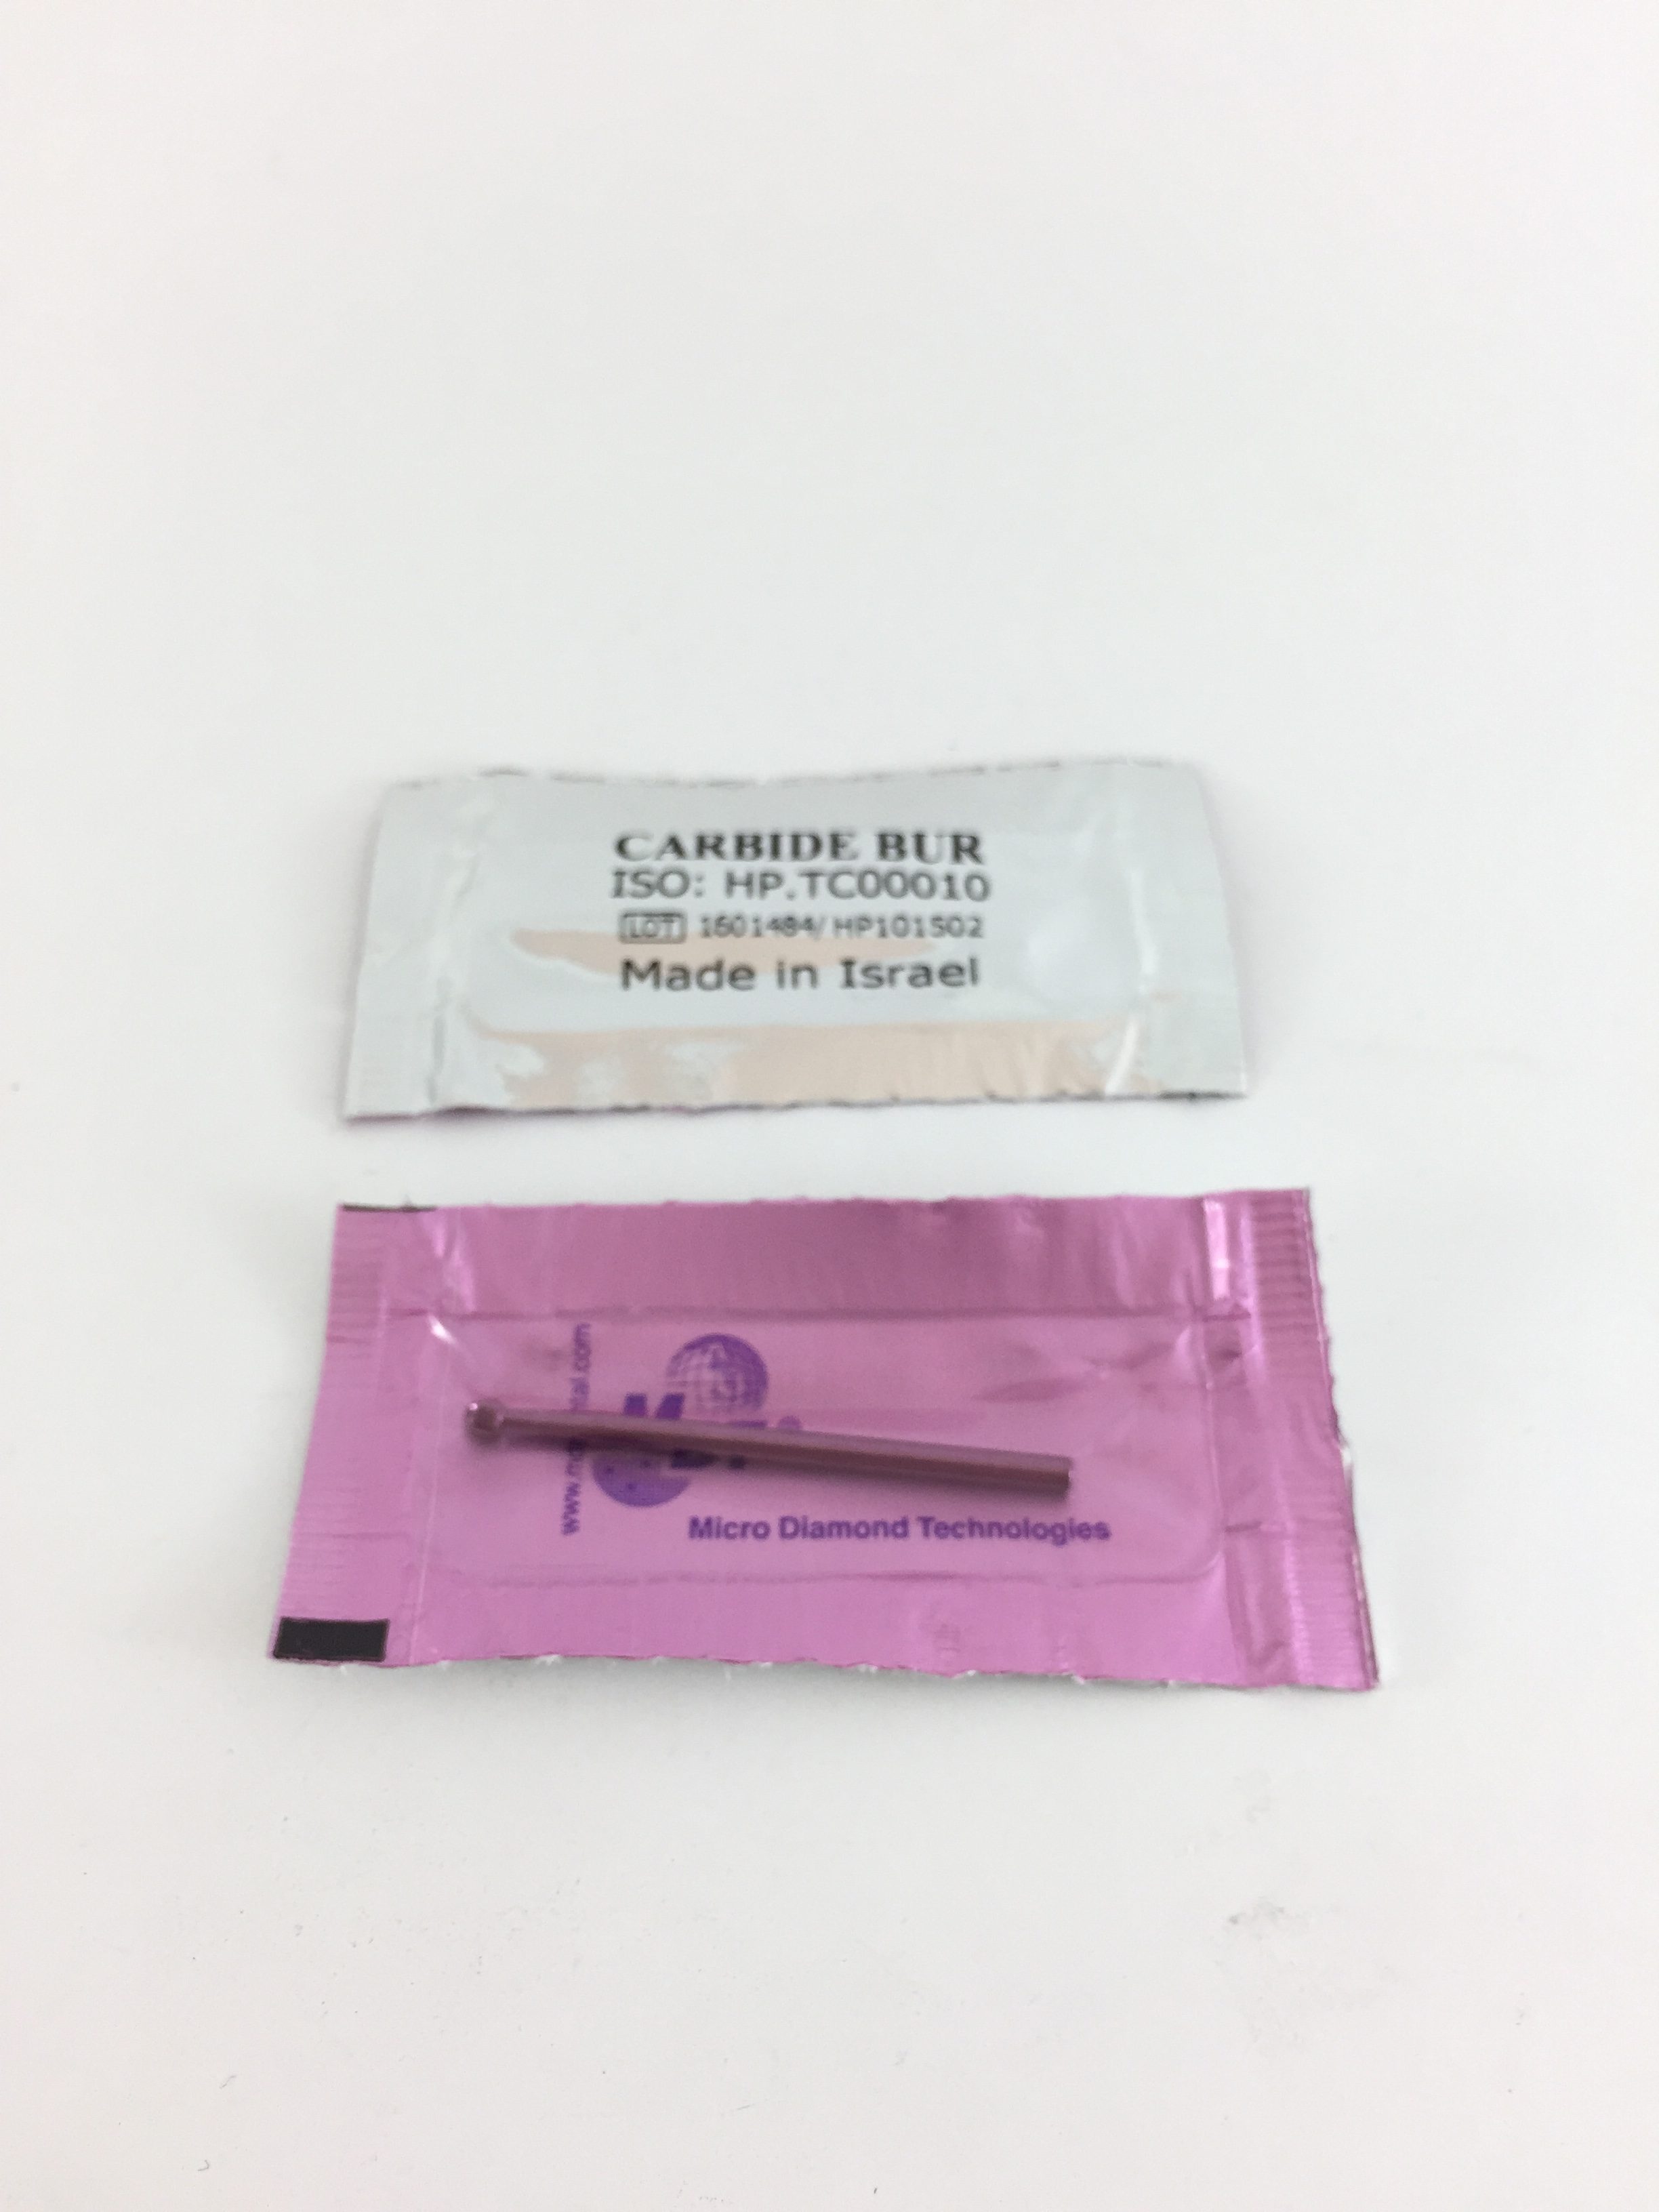 CARBIDE BUR
ISO: HP.TC00010
LOT 1601484/ HP101502
Made in Israel
Micro Diamond Technologies